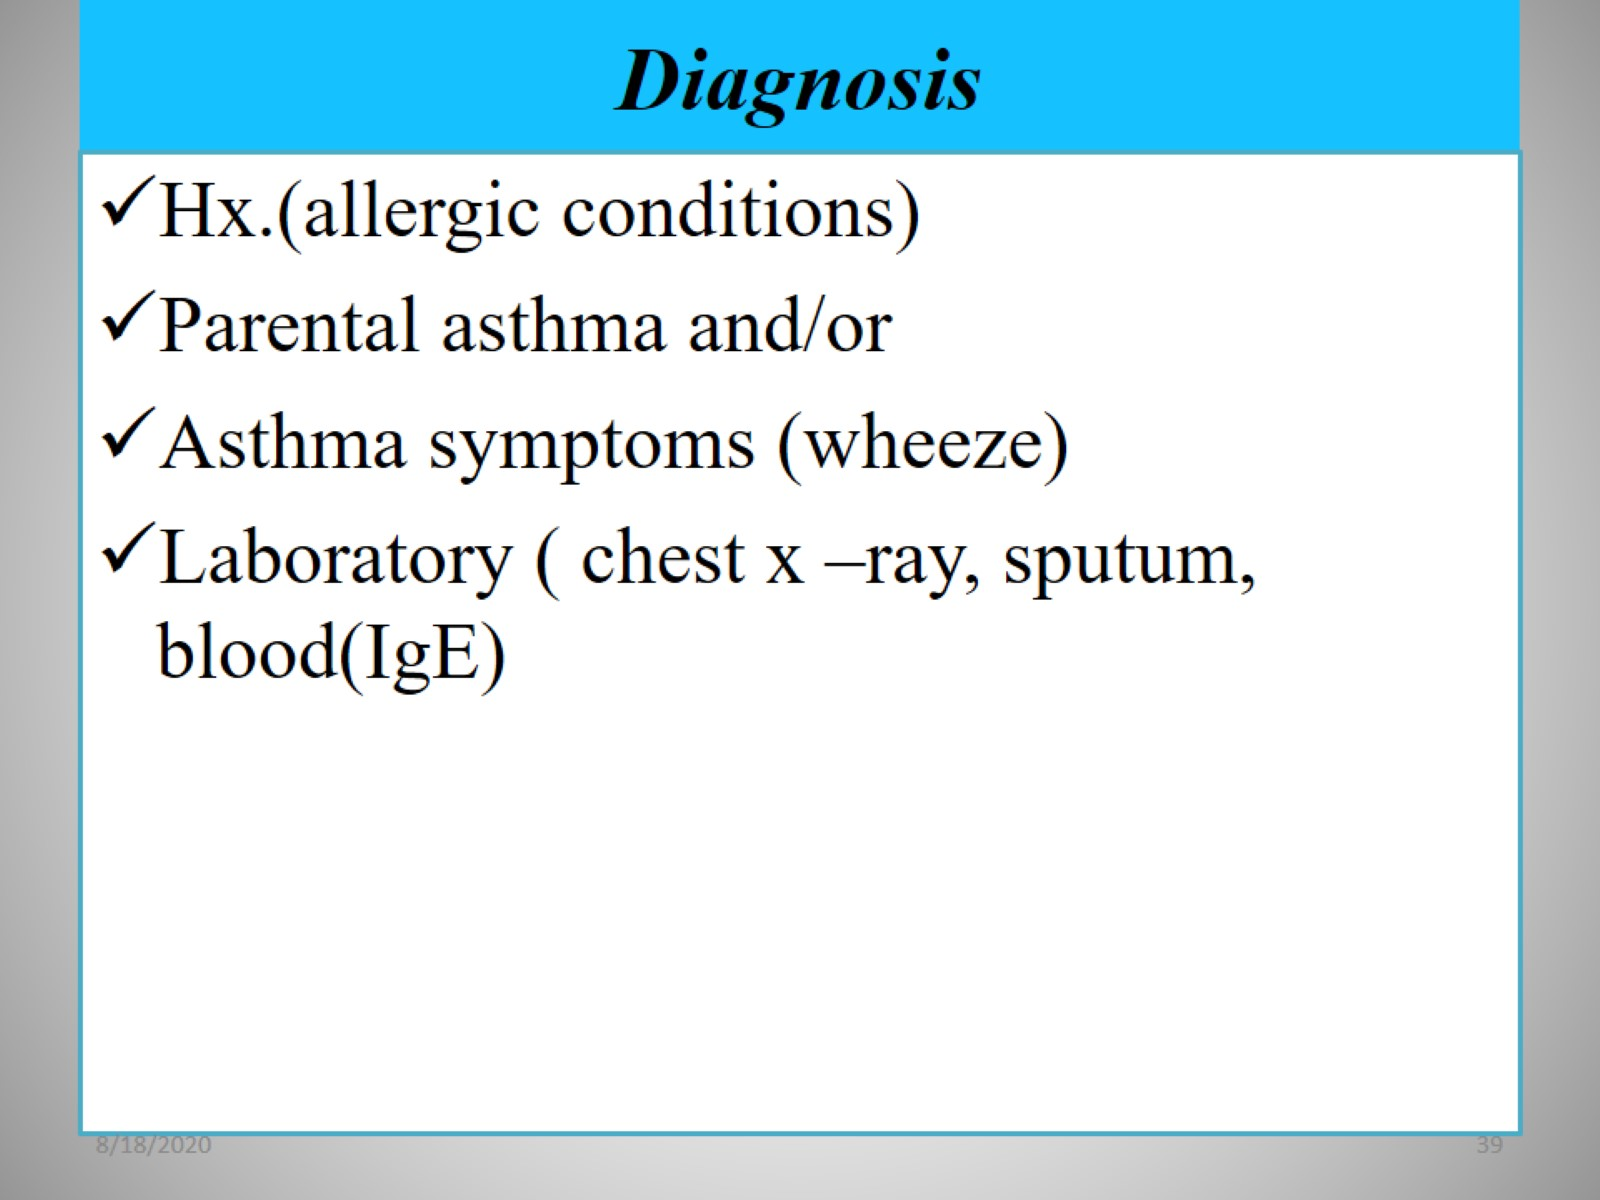 Diagnosis
✓Hx.(allergic conditions)
✓Parental asthma and/or
✓Asthma symptoms (wheeze)
✓Laboratory ( chest x –ray, sputum,
blood(IgE)
8/18/2020
39